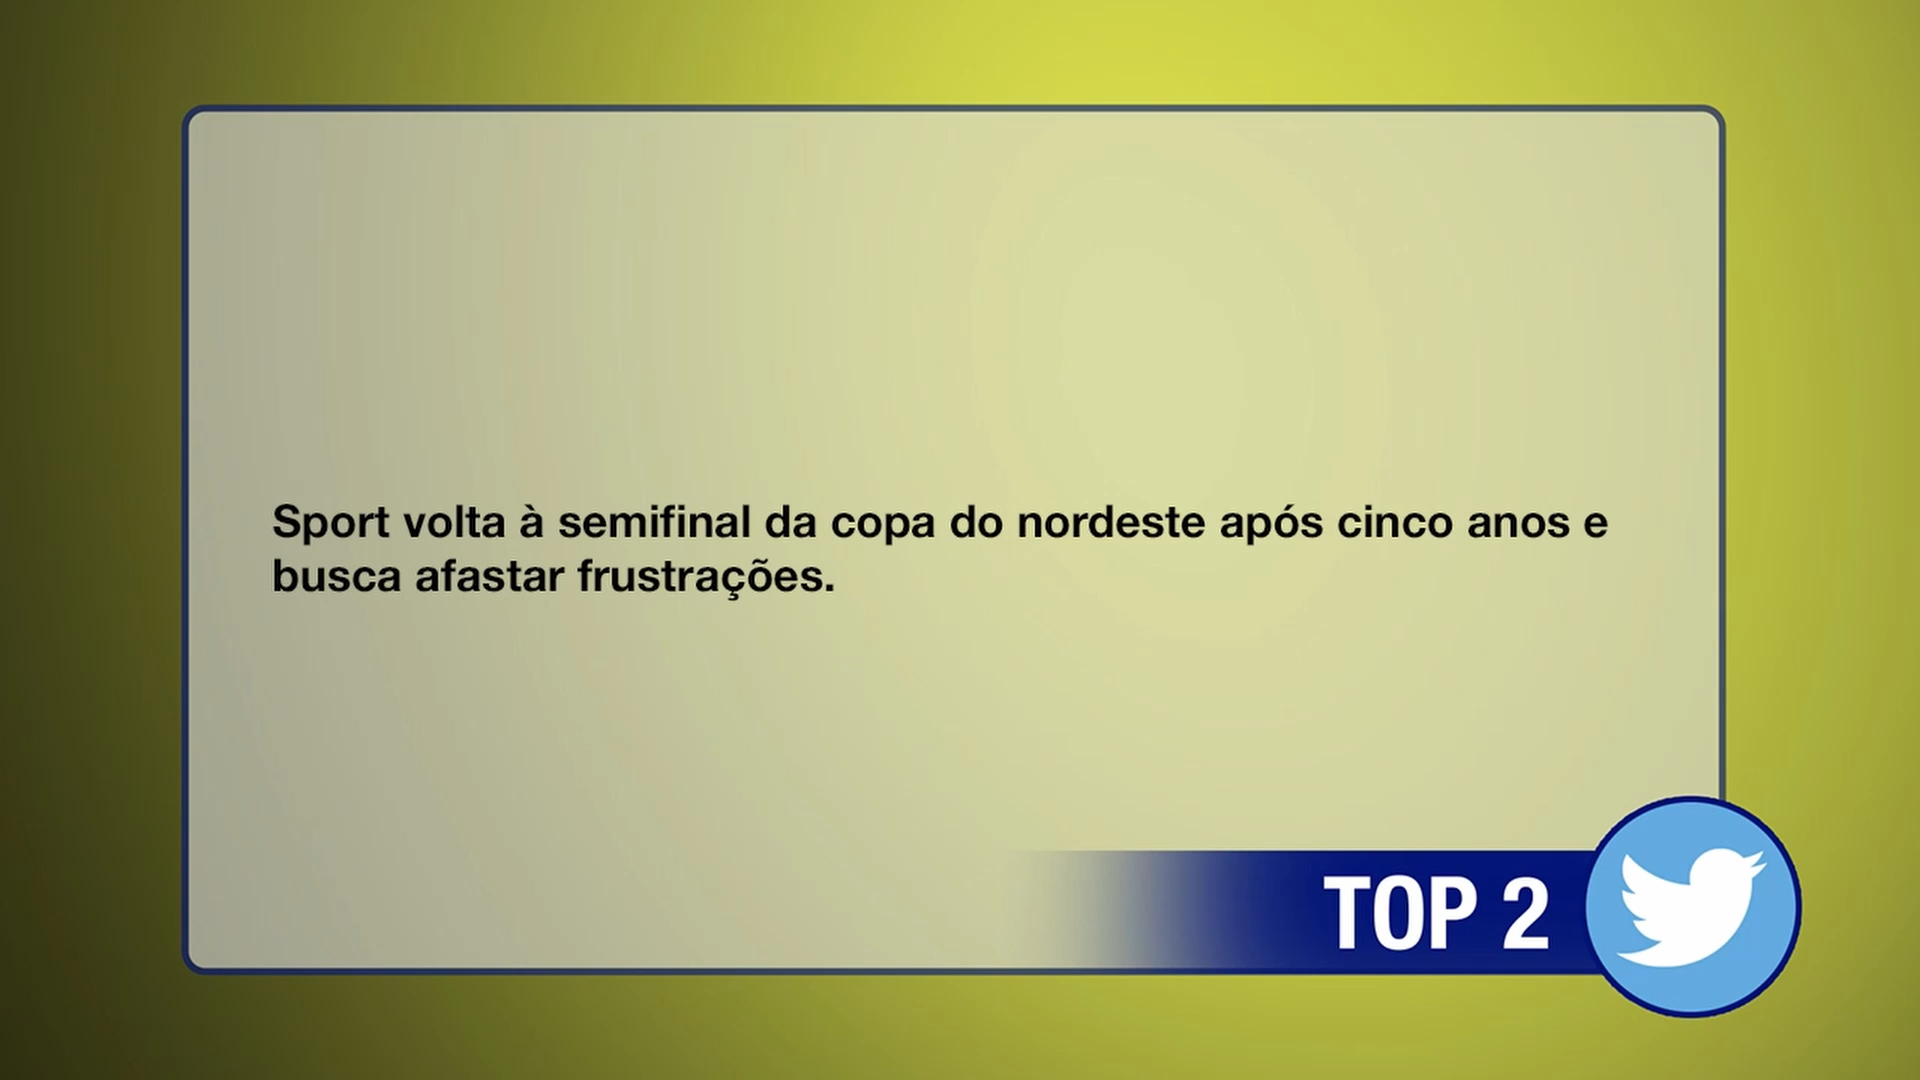 Sport volta à semifinal da copa do nordeste após cinco anos e
busca afastar frustrações.
TOP 2